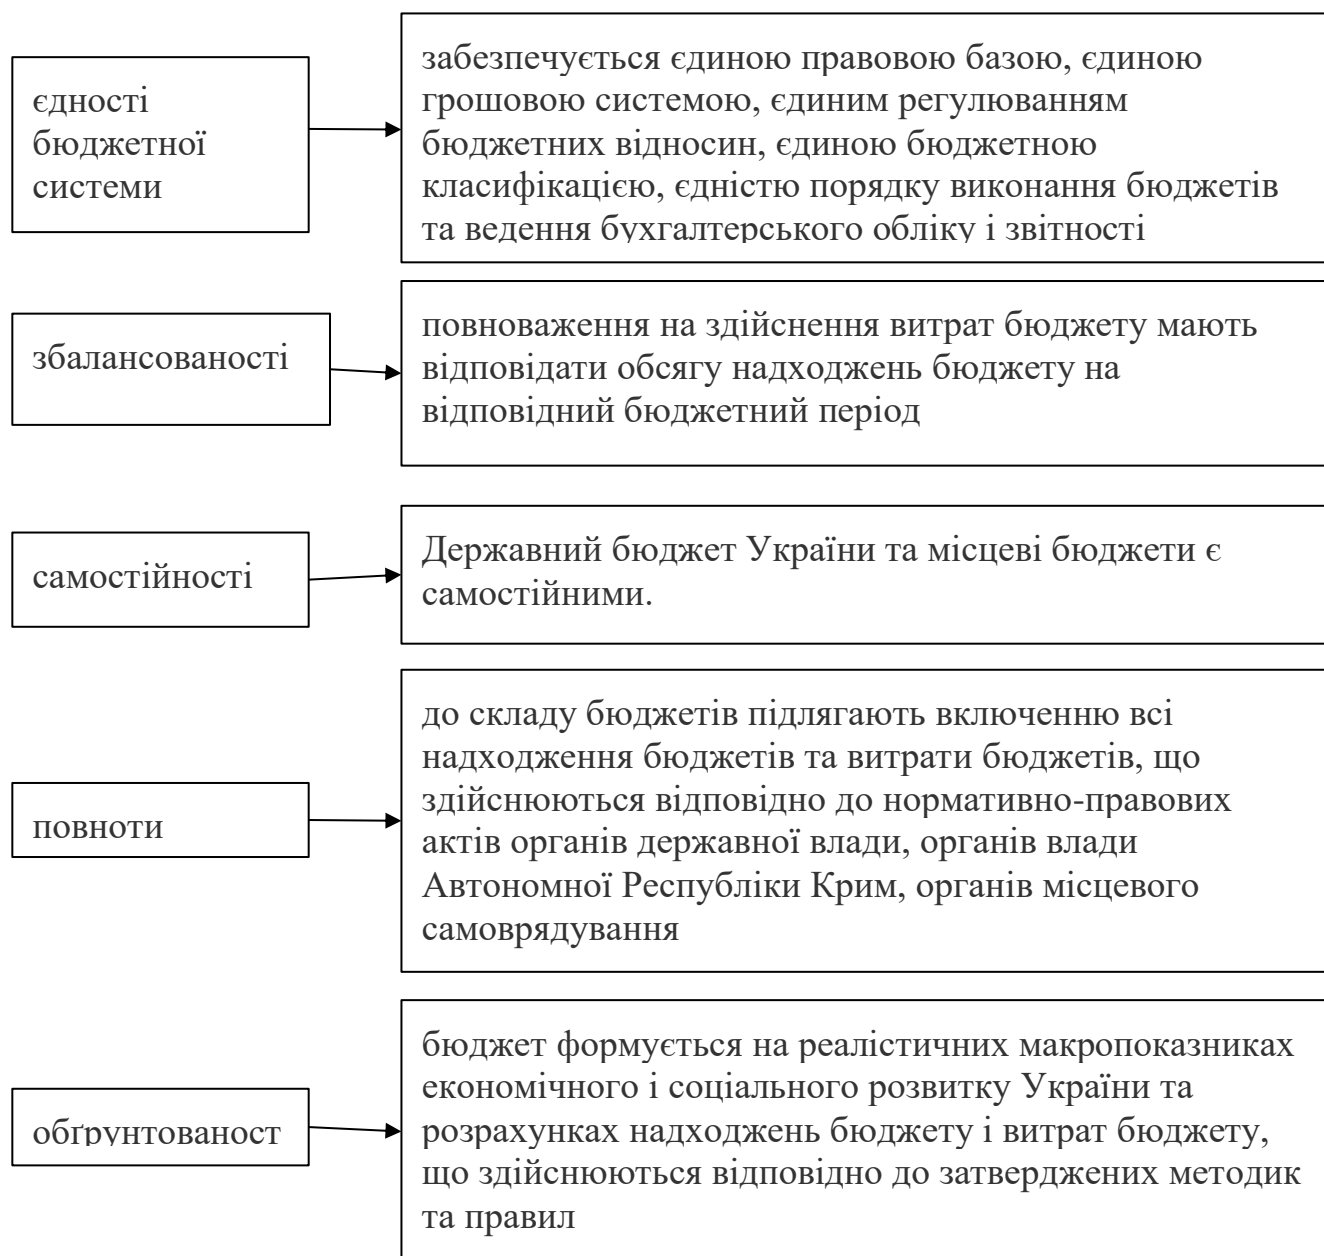 єдності
бюджетної
системи
забезпечується єдиною правовою базою, єдиною
грошовою системою, єдиним регулюванням
бюджетних відносин, єдиною бюджетною
класифікацією, єдністю порядку виконання бюджетів
та ведення бухгалтерського обліку і звітності
збалансованості
повноваження на здійснення витрат бюджету мають
відповідати обсягу надходжень бюджету на
відповідний бюджетний період
самостійності
Державний бюджет України та місцеві бюджети є
самостійними.
повноти
до складу бюджетів підлягають включенню всі
надходження бюджетів та витрати бюджетів, що
здійснюються відповідно до нормативно-правових
актів органів державної влади, органів влади
Автономної Республіки Крим, органів місцевого
самоврядування
обґрунтованост
бюджет формується на реалістичних макропоказниках
економічного і соціального розвитку України та
розрахунках надходжень бюджету і витрат бюджету,
що здійснюються відповідно до затверджених методик
та правил